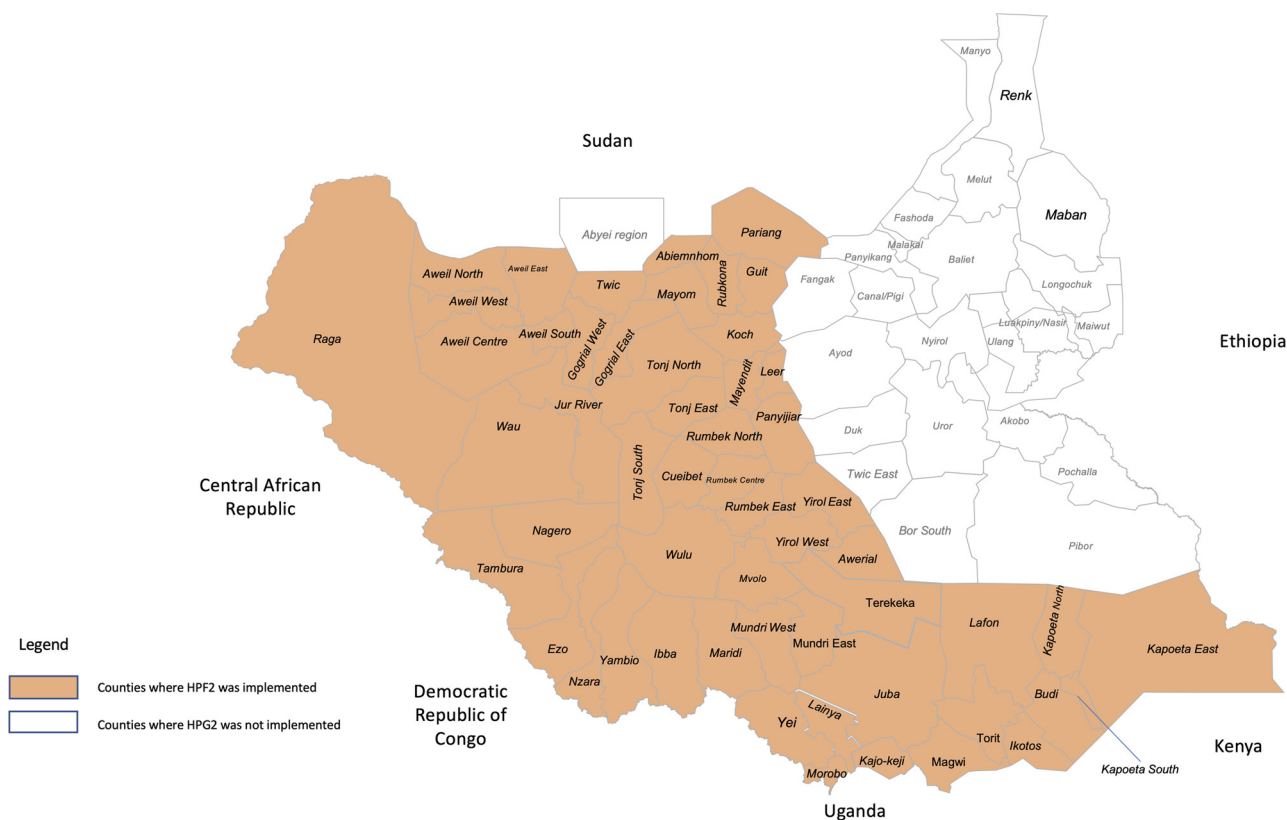 Manyo
Renk
Sudan
Melut
Fashoda
Maban
Abyei region
Pariang
Malakal
Ethiopia
Abiemnhom
Panyikang
Baliet
Aweil North
Aweil East
Guit
Fangak
Longochuk
Twic
Rubkona
Aweil West
Mayom
Canal/Pigi
Luakpiny/Nasir
Maiwut
Raga
Aweil Centre
Aweil South
Gogrial West
Gogrial East
Koch
Nyirol
Ulang
Ayod
Tonj North
Mayendit
Leer
Jur River
Tonj East
Panyijiar
Wau
Rumbek North
Duk
Uror
Akobo
Tonj South
Cueibet
Rumbek Centre
Twic East
Pochalla
Central African
Republic
Rumbek East
Yirol East
Nagero
Bor South
Yirol West
Pibor
Wulu
Awerial
Tambura
Mvolo
Terekeka
Kapoeta North
Lafon
Mundri West
Legend
Ezo
Yambio
Ibba
Maridi
Mundri East
Kapoeta East
Nzara
Counties where HPF2 was implemented
Democratic
Republic of
Congo
Juba
Budi
Lainya
Counties where HPG2 was not implemented
Yei
Torit
Ikotos
Kenya
Kajo-keji
Magwi
Kapoeta South
Morobo
Uganda